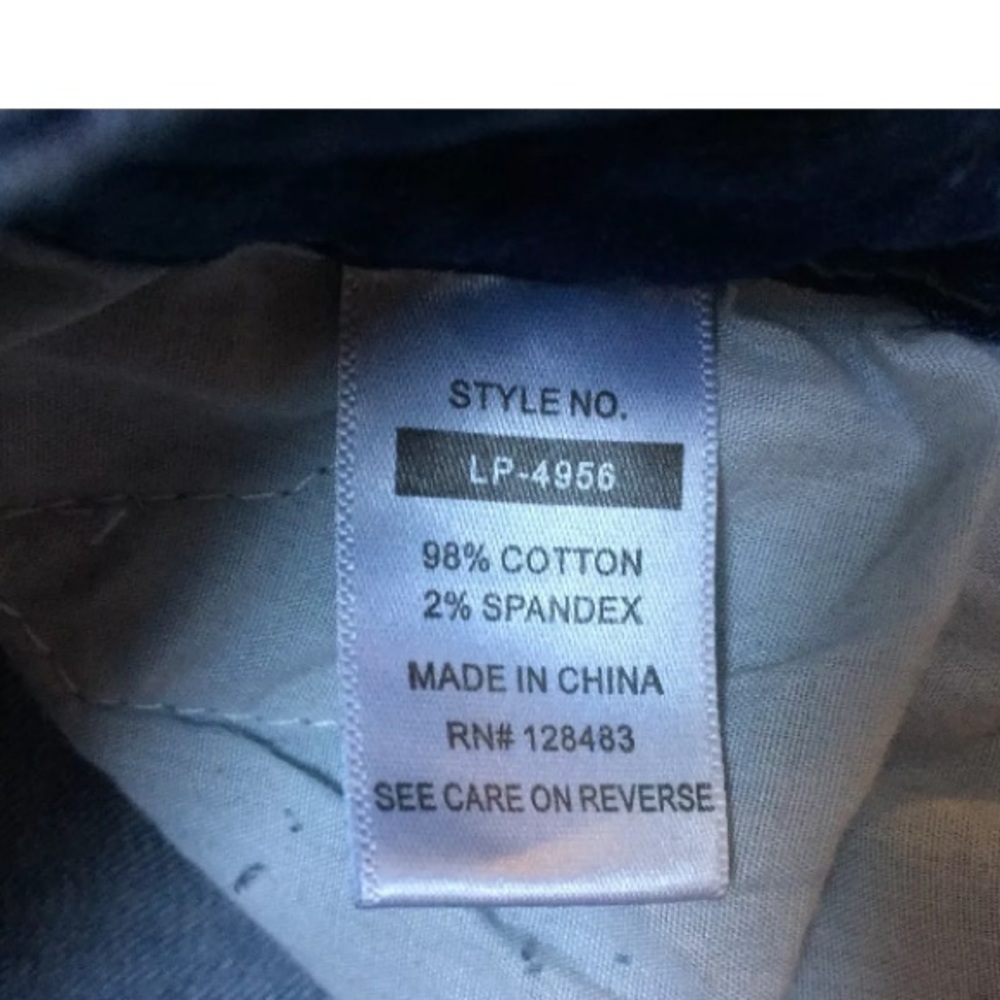 STYLE NO.
LP-4956
98% COTTON
2% SPANDEX
MADE IN CHINA
RN# 128483
SEE CARE ON REVERSE